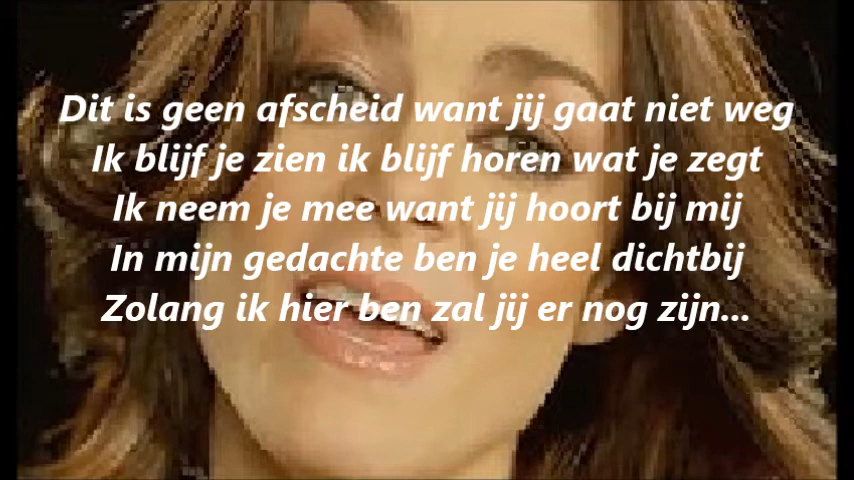 Dit is geen afscheid want jij gaat niet weg
Ik blijf je zien ik blijf horen wat je zegt
Ik neem je mee want jij hoort bij mij
In mijn gedachte ben je heel dichtbij
Zolang ik hier ben zal jij er nog zijn...